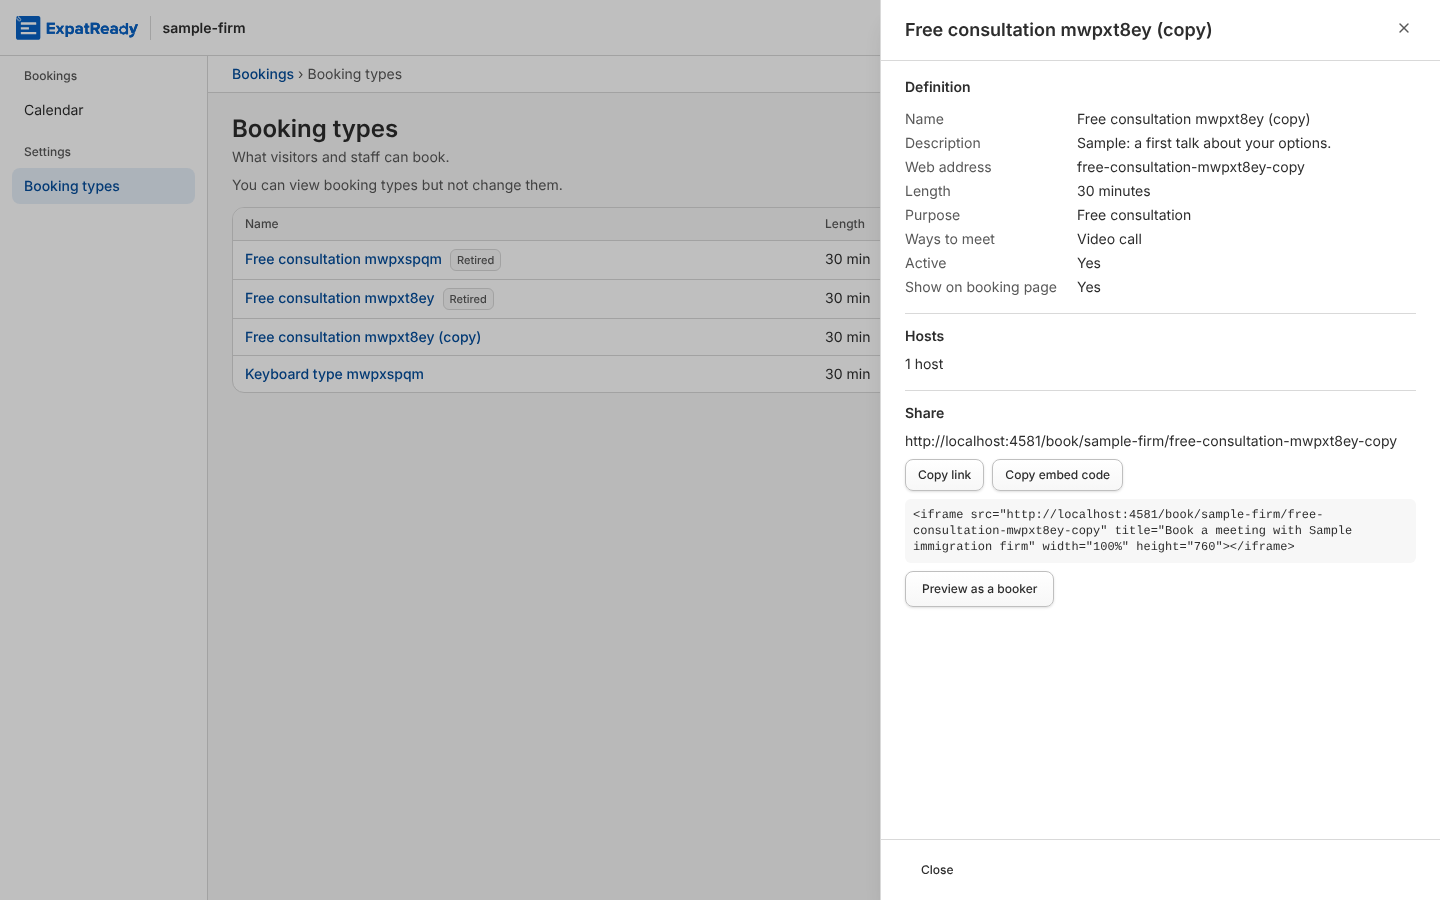 ExpatReady
sample-firm
Bookings
Calendar
Settings
Booking types
Bookings › Booking types
Booking types
What visitors and staff can book.
You can view booking types but not change them.
Name Length
Free consultation mwpxspqm Retired 30 min
Free consultation mwpxt8ey Retired 30 min
Free consultation mwpxt8ey (copy) 30 min
Keyboard type mwpxspqm 30 min
Free consultation mwpxt8ey (copy)
Definition
Name Free consultation mwpxt8ey (copy)
Description Sample: a first talk about your options.
Web address free-consultation-mwpxt8ey-copy
Length 30 minutes
Purpose Free consultation
Ways to meet Video call
Active Yes
Show on booking page Yes
Hosts
1 host
Share
http://localhost:4581/book/sample-firm/free-consultation-mwpxt8ey-copy
Copy link Copy embed code
<iframe src="http://localhost:4581/book/sample-firm/free-
consultation-mwpxt8ey-copy" title="Book a meeting with Sample
immigration firm" width="100%" height="760"></iframe>
Preview as a booker
Close